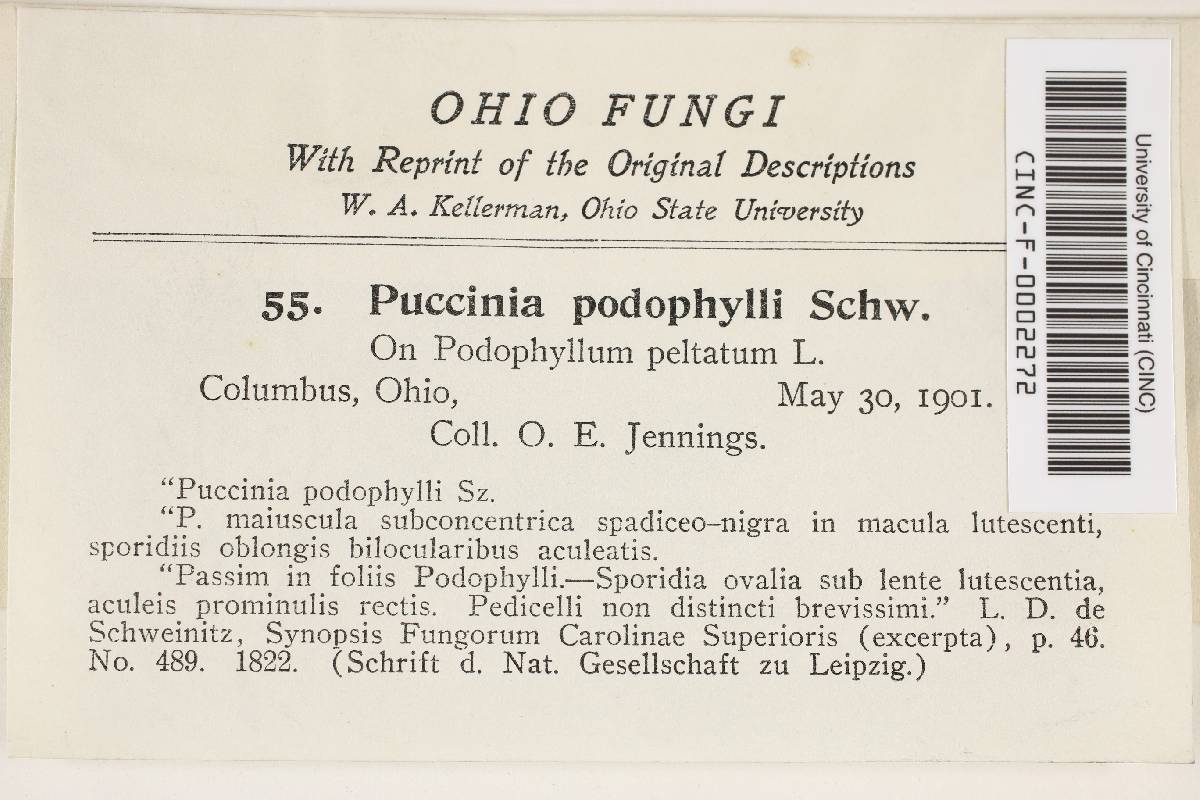 OHIO FUNGI
With Reprint of the Original Descriptions
W. A. Kellerman, Ohio State University
55. Puccinia podophylli Schw.
On Podophyllum peltatum L.
Columbus, Ohio, May 30, 1901.
Coll. O. E. Jennings.
“Puccinia podophylli Sz.
“P. maiuscula subconcentrica spadiceo–nigra in macula lutescenti,
sporidiis oblongis bilocularibus aculeatis.
“Passim in foliis Podophylli.—Sporidia ovalia sub lente lutescentia,
aculeis prominulis rectis. Pedicelli non distincti brevissimi.” L. D. de
Schweinitz, Synopsis Fungorum Carolinae Superioris (excerpta), p. 46.
No. 489. 1822. (Schrift d. Nat. Gesellschaft zu Leipzig.)
University of Cincinnati (CINC)
CINC-F-0002272